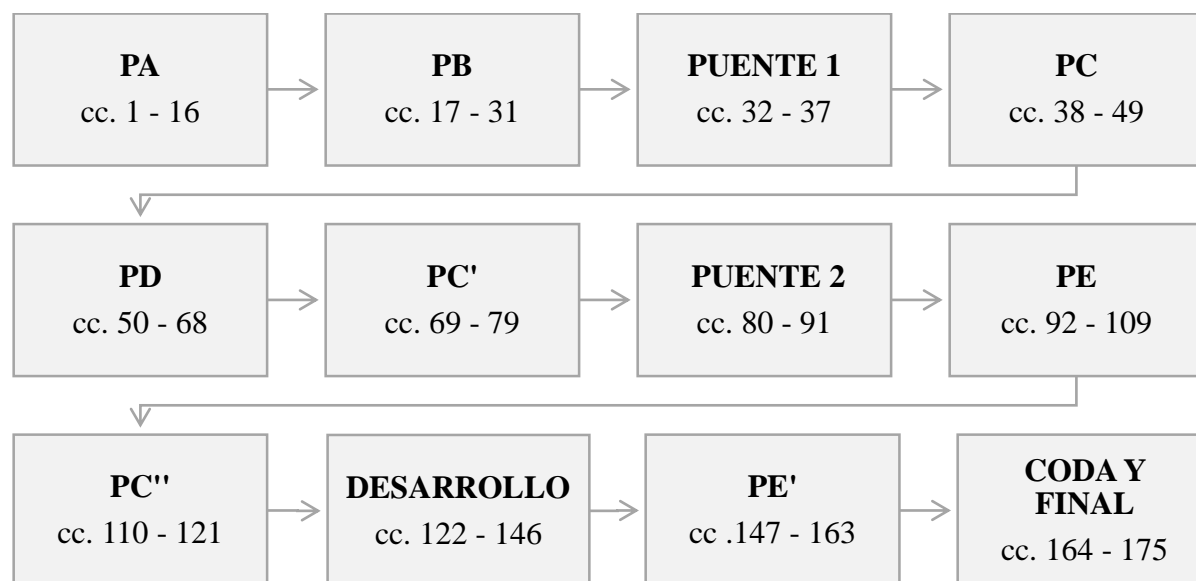 PA
cc. 1 - 16
PB
cc. 17 - 31
PUENTE 1
cc. 32 - 37
PC
cc. 38 - 49
PD
cc. 50 - 68
PC'
cc. 69 - 79
PUENTE 2
cc. 80 - 91
PE
cc. 92 - 109
PC''
cc. 110 - 121
DESARROLLO
cc. 122 - 146
PE'
cc .147 - 163
CODA Y
FINAL
cc. 164 - 175